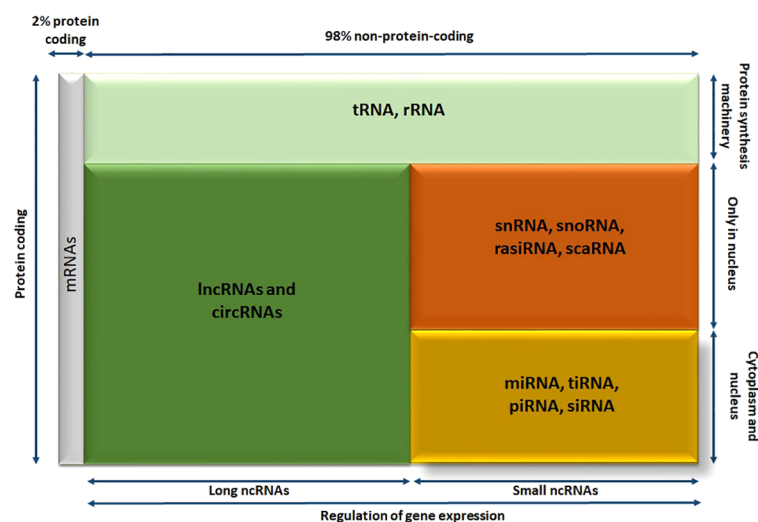 2% protein
coding
98% non-protein-coding
Protein coding
mRNAs
tRNA, rRNA
Protein synthesis
machinery
lncRNAs and
circRNAs
snRNA, snoRNA,
rasiRNA, scaRNA
Only in nucleus
miRNA, tiRNA,
piRNA, siRNA
Cytoplasm and
nucleus
Long ncRNAs
Small ncRNAs
Regulation of gene expression